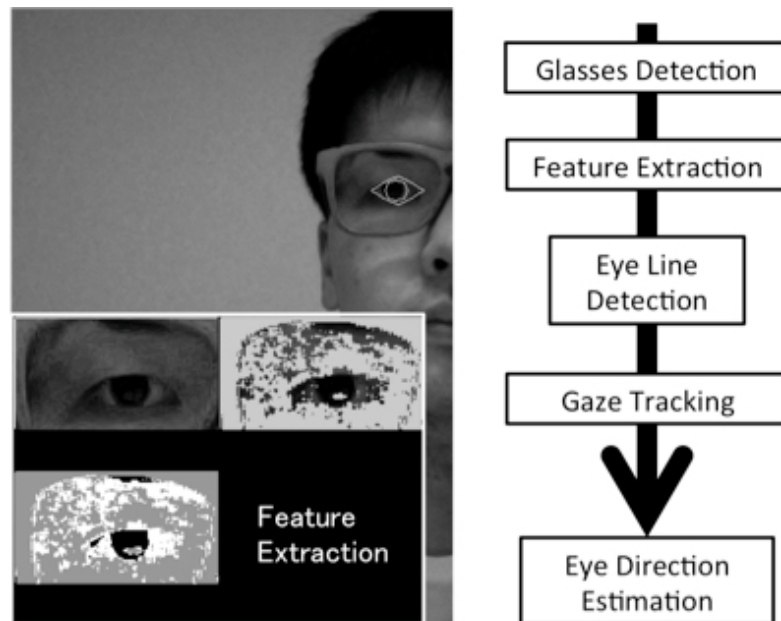 Glasses Detection
Feature Extraction
Eye Line
Detection
Gaze Tracking
Eye Direction
Estimation
Feature
Extraction